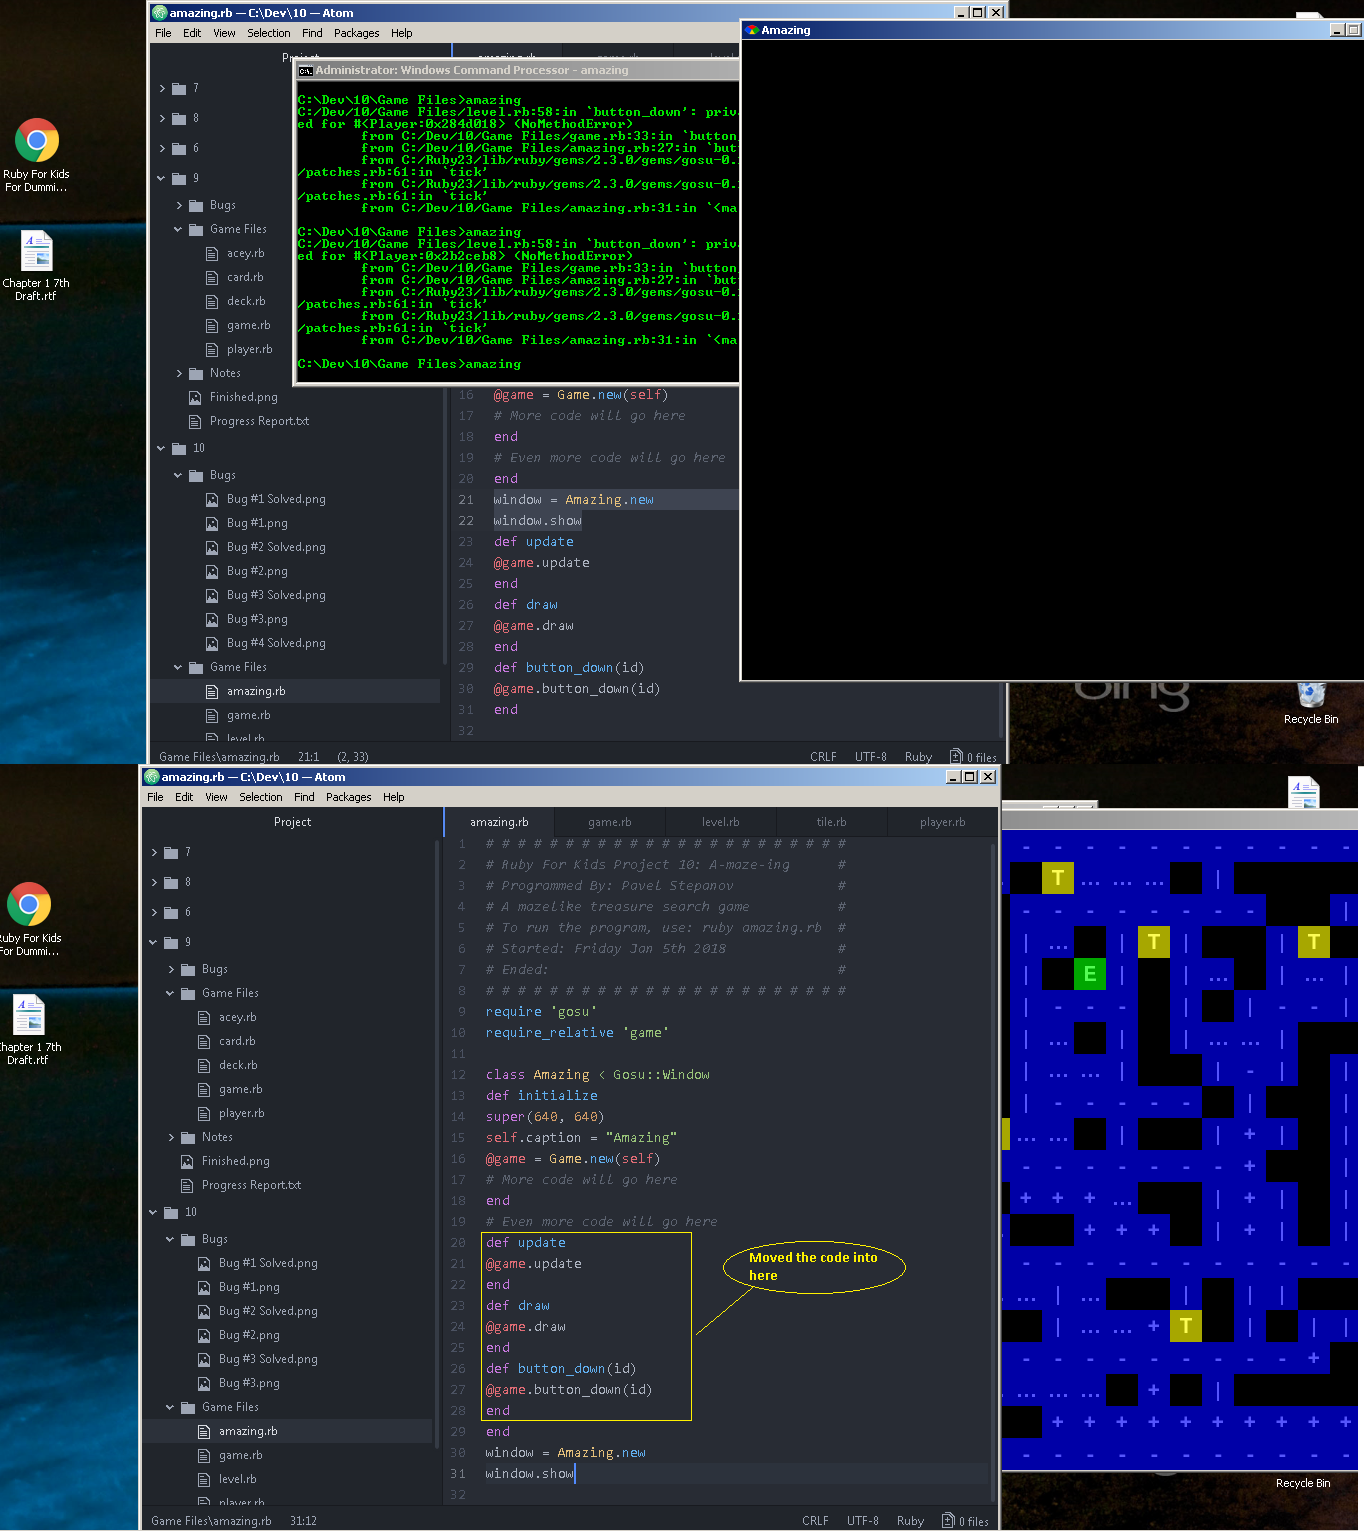 amazing.rb — C:\Dev\10 — Atom
File Edit View Selection Find Packages Help
Amazing
Project
Administrator: Windows Command Processor - amazing
7
8
6
9
Bugs
Game Files
acey.rb
card.rb
deck.rb
game.rb
player.rb
Notes
Finished.png
Progress Report.txt
10
Bugs
Bug #1 Solved.png
Bug #1.png
Bug #2 Solved.png
Bug #2.png
Bug #3 Solved.png
Bug #3.png
Bug #4 Solved.png
Game Files
amazing.rb
game.rb
level.rb
Ruby For Kids
For Dummi...
Chapter 1 7th
Draft.rtf
C:\Dev\10\Game Files>amazing
C:/Dev/10/Game Files/level.rb:58:in `button_down': priv
ed for #<Player:0x284d018> (NoMethodError)
from C:/Dev/10/Game Files/game.rb:33:in `button
from C:/Dev/10/Game Files/amazing.rb:27:in `but
from C:/Ruby23/lib/ruby/gems/2.3.0/gems/gosu-0.
/patches.rb:61:in `tick'
from C:/Ruby23/lib/ruby/gems/2.3.0/gems/gosu-0.
/patches.rb:61:in `tick'
from C:/Dev/10/Game Files/amazing.rb:31:in `<ma
C:\Dev\10\Game Files>amazing
C:/Dev/10/Game Files/level.rb:58:in `button_down': priv
ed for #<Player:0x2b2ceb8> (NoMethodError)
from C:/Dev/10/Game Files/game.rb:33:in `button
from C:/Dev/10/Game Files/amazing.rb:27:in `but
from C:/Ruby23/lib/ruby/gems/2.3.0/gems/gosu-0.
/patches.rb:61:in `tick'
from C:/Ruby23/lib/ruby/gems/2.3.0/gems/gosu-0.
/patches.rb:61:in `tick'
from C:/Dev/10/Game Files/amazing.rb:31:in `<ma
C:\Dev\10\Game Files>amazing
16 @game = Game.new(self)
17 # More code will go here
18 end
19 # Even more code will go here
20 end
21 window = Amazing.new
22 window.show
23 def update
24 @game.update
25 end
26 def draw
27 @game.draw
28 end
29 def button_down(id)
30 @game.button_down(id)
31 end
32
Game Files\amazing.rb 21:1 (2, 33) CRLF UTF-8 Ruby 0 files
bing
Recycle Bin
amazing.rb — C:\Dev\10 — Atom
File Edit View Selection Find Packages Help
Project
amazing.rb game.rb level.rb tile.rb player.rb
7
8
6
9
Bugs
Game Files
acey.rb
card.rb
deck.rb
game.rb
player.rb
Notes
Finished.png
Progress Report.txt
10
Bugs
Bug #1 Solved.png
Bug #1.png
Bug #2 Solved.png
Bug #2.png
Bug #3 Solved.png
Bug #3.png
Game Files
amazing.rb
game.rb
level.rb
player.rb
Ruby For Kids
For Dummi...
Chapter 1 7th
Draft.rtf
1 # # # # # # # # # # # # # # # # # # # # # # #
2 # Ruby For Kids Project 10: A-maze-ing #
3 # Programmed By: Pavel Stepanov #
4 # A mazelike treasure search game #
5 # To run the program, use: ruby amazing.rb #
6 # Started: Friday Jan 5th 2018 #
7 # Ended: #
8 # # # # # # # # # # # # # # # # # # # # # # #
9 require 'gosu'
10 require_relative 'game'
11
12 class Amazing < Gosu::Window
13 def initialize
14 super(640, 640)
15 self.caption = "Amazing"
16 @game = Game.new(self)
17 # More code will go here
18 end
19 # Even more code will go here
20 def update
21 @game.update
22 end
23 def draw
24 @game.draw
25 end
26 def button_down(id)
27 @game.button_down(id)
28 end
29 end
30 window = Amazing.new
31 window.show
32
Moved the code into
here
T
T
T
E
T
Game Files\amazing.rb 31:12 CRLF UTF-8 Ruby 0 files
Recycle Bin